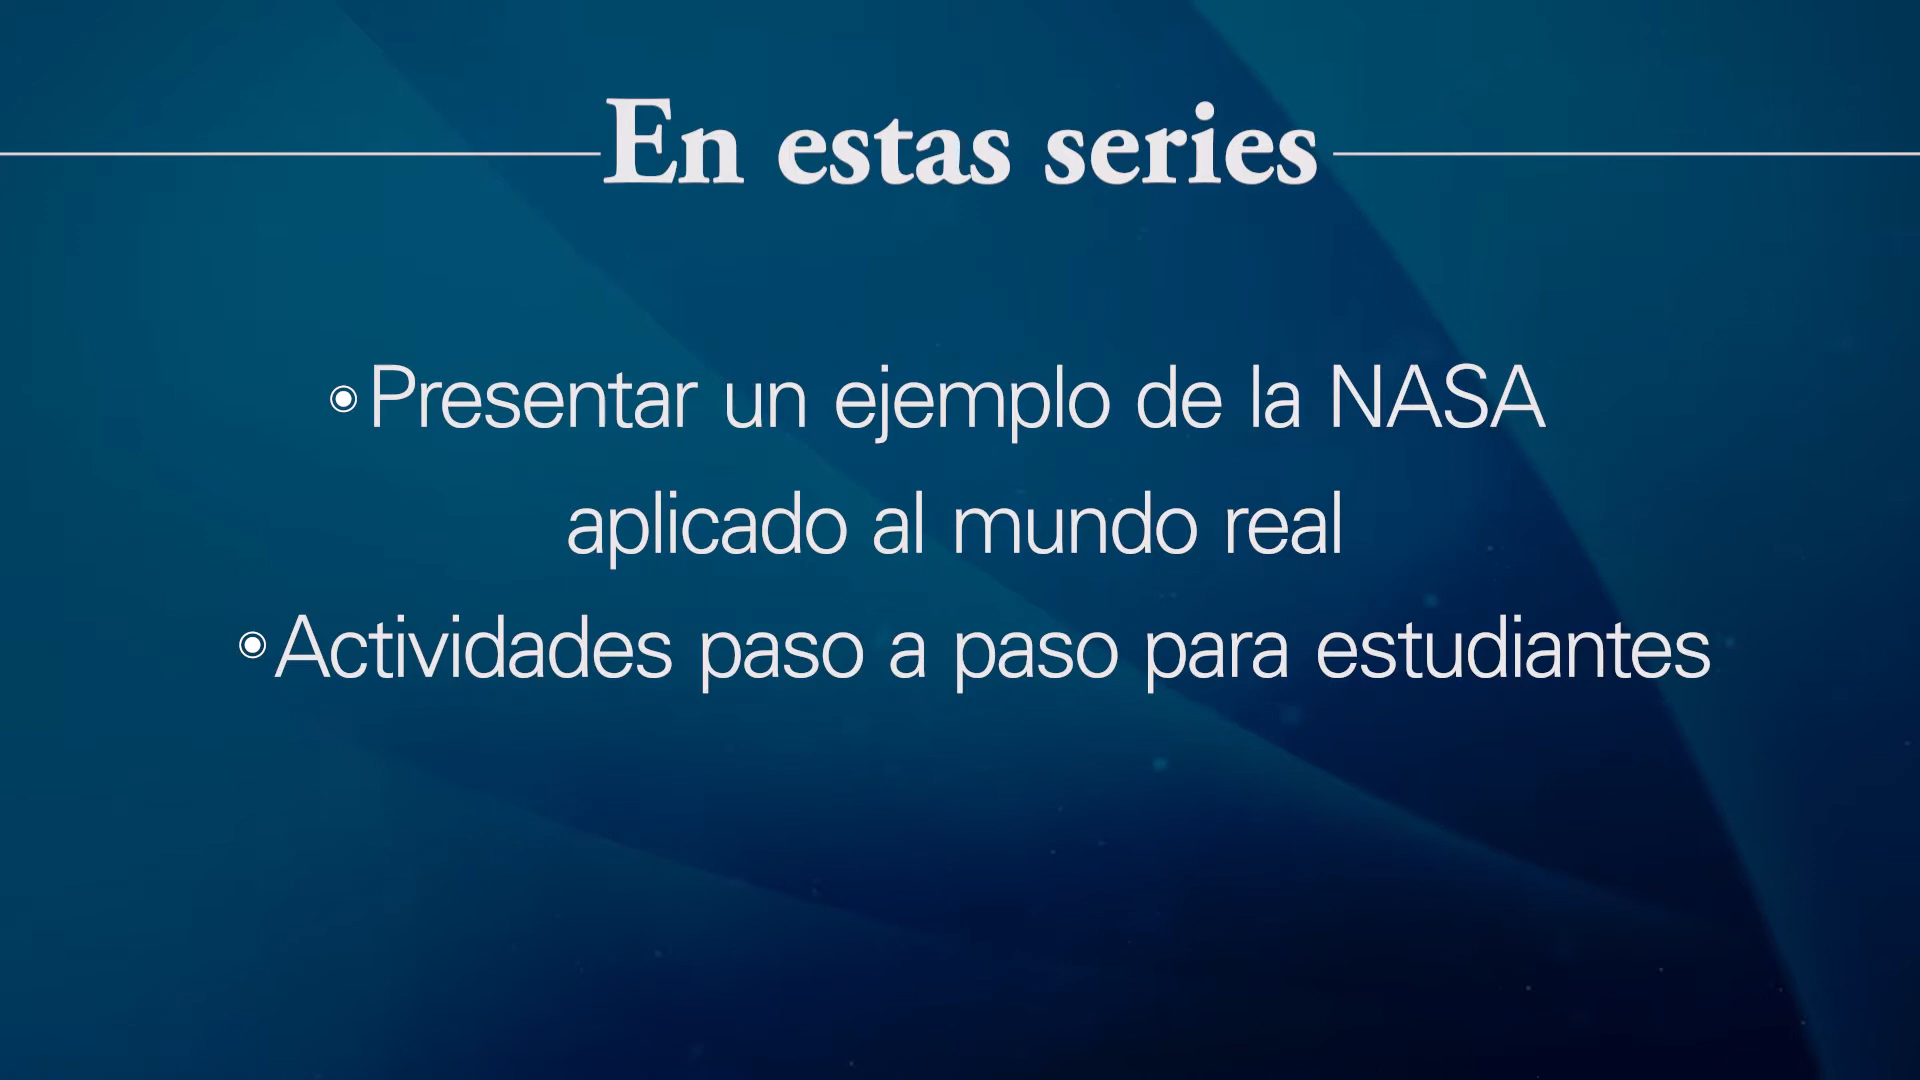 En estas series
Presentar un ejemplo de la NASA
aplicado al mundo real
Actividades paso a paso para estudiantes